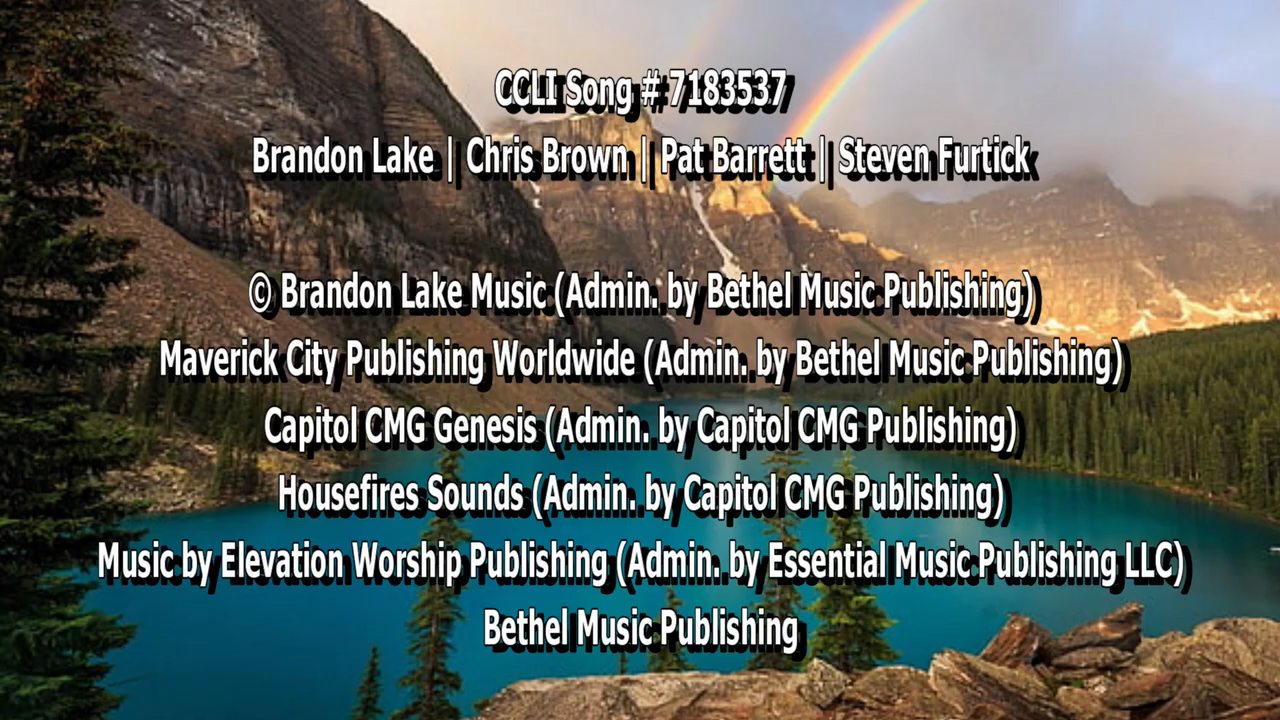 CCLI Song # 7183537
Brandon Lake | Chris Brown | Pat Barrett | Steven Furtick
© Brandon Lake Music (Admin. by Bethel Music Publishing)
Maverick City Publishing Worldwide (Admin. by Bethel Music Publishing)
Capitol CMG Genesis (Admin. by Capitol CMG Publishing)
Housefires Sounds (Admin. by Capitol CMG Publishing)
Music by Elevation Worship Publishing (Admin. by Essential Music Publishing LLC)
Bethel Music Publishing